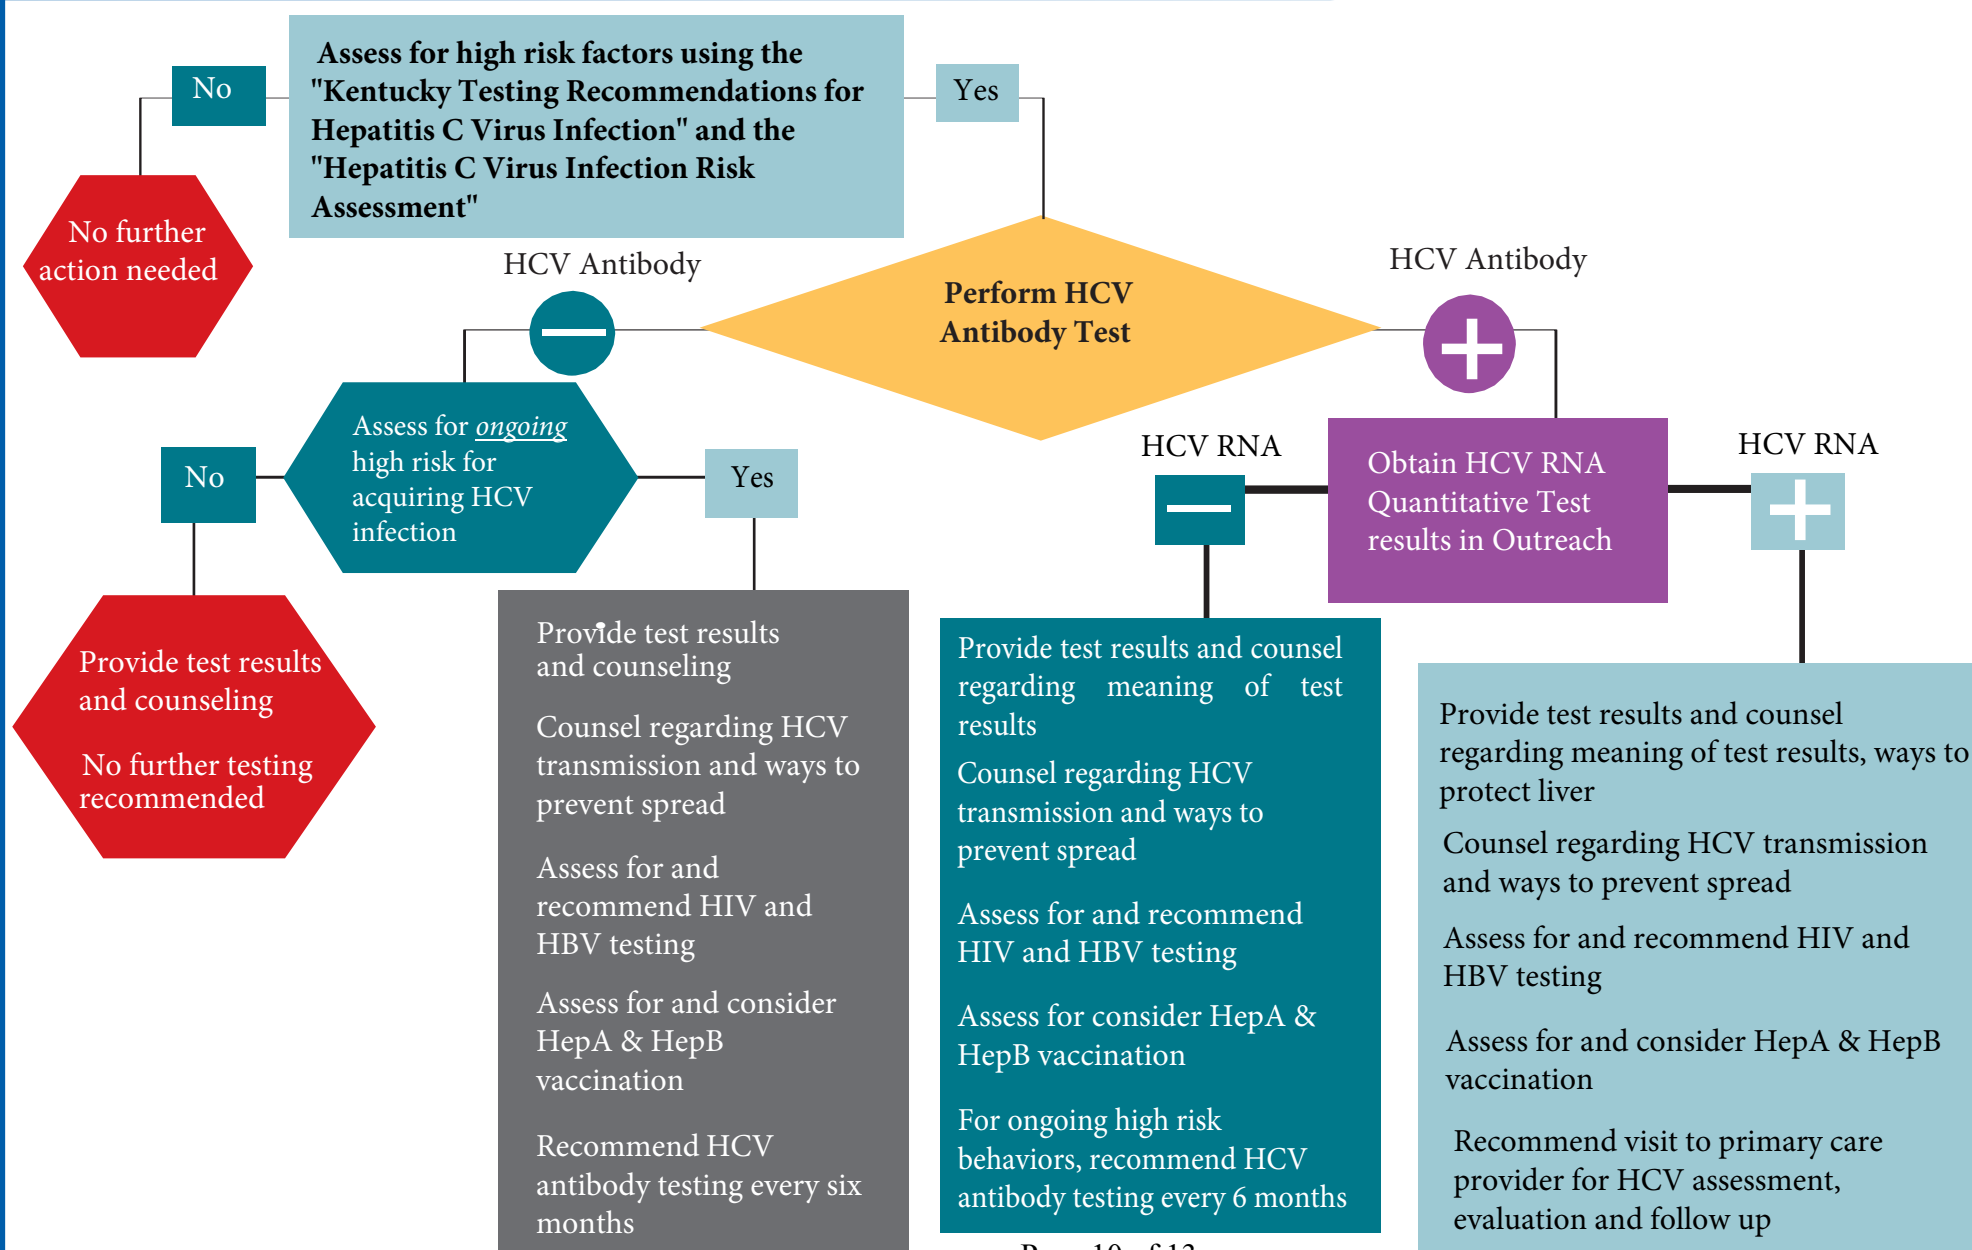 Assess for high risk factors using the
"Kentucky Testing Recommendations for
Hepatitis C Virus Infection" and the
"Hepatitis C Virus Infection Risk
Assessment"
No
Yes
No further
action needed
HCV Antibody
Perform HCV
Antibody Test
HCV Antibody
Assess for ongoing
high risk for
acquiring HCV
infection
No
Yes
HCV RNA
Obtain HCV RNA
Quantitative Test
results in Outreach
HCV RNA
Provide test results
and counseling
No further testing
recommended
Provide test results
and counseling
Counsel regarding HCV
transmission and ways to
prevent spread
Assess for and
recommend HIV and
HBV testing
Assess for and consider
HepA & HepB
vaccination
Recommend HCV
antibody testing every six
months
Provide test results and counsel
regarding meaning of test
results
Counsel regarding HCV
transmission and ways to
prevent spread
Assess for and recommend
HIV and HBV testing
Assess for consider HepA &
HepB vaccination
For ongoing high risk
behaviors, recommend HCV
antibody testing every 6 months
Provide test results and counsel
regarding meaning of test results, ways to
protect liver
Counsel regarding HCV transmission
and ways to prevent spread
Assess for and recommend HIV and
HBV testing
Assess for and consider HepA & HepB
vaccination
Recommend visit to primary care
provider for HCV assessment,
evaluation and follow up